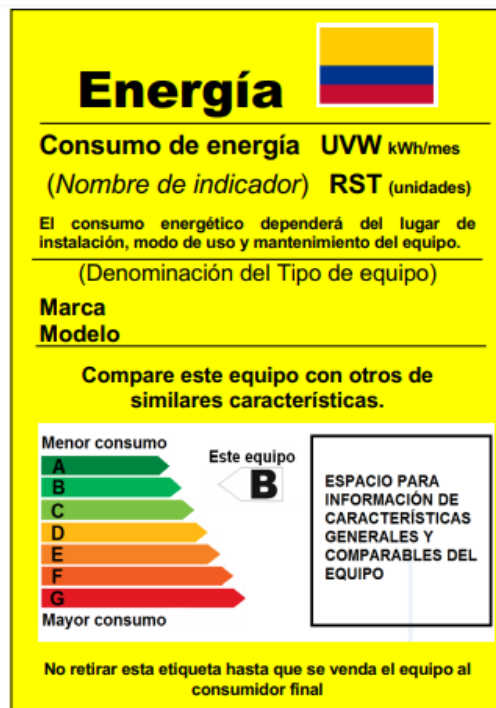 Energía
Consumo de energía UVW kWh/mes
(Nombre de indicador) RST (unidades)
El consumo energético dependerá del lugar de
instalación, modo de uso y mantenimiento del equipo.
(Denominación del Tipo de equipo)
Marca
Modelo
Compare este equipo con otros de
similares características.
Menor consumo
A
B
C
D
E
F
G
Mayor consumo
Este equipo
B
ESPACIO PARA
INFORMACIÓN DE
CARACTERÍSTICAS
GENERALES Y
COMPARABLES DEL
EQUIPO
No retirar esta etiqueta hasta que se venda el equipo al
consumidor final